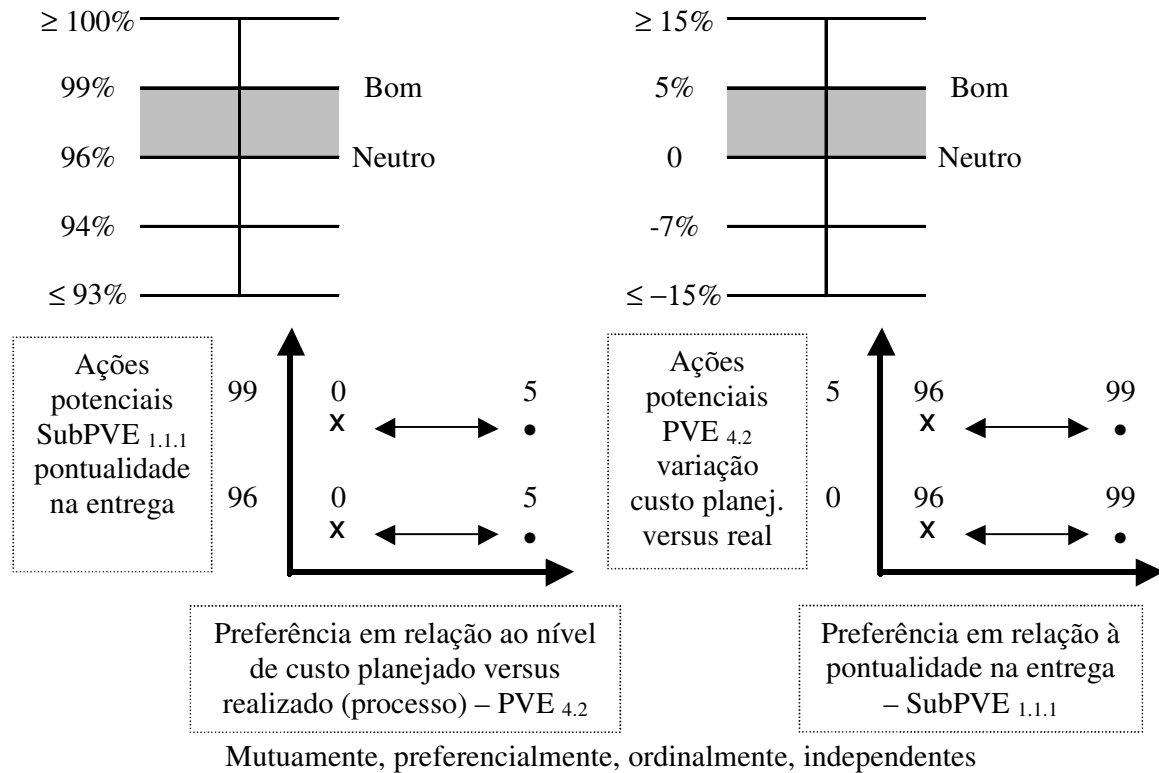 ≥ 100%
99%
Bom
96%
Neutro
94%
≤ 93%
≥ 15%
5%
Bom
0
Neutro
-7%
≤ –15%
Ações
potenciais
SubPVE 1.1.1
pontualidade
na entrega
99
0
5
x
96
0
5
x
Preferência em relação ao nível
de custo planejado versus
realizado (processo) – PVE 4.2
Ações
potenciais
PVE 4.2
variação
custo planej.
versus real
5
96
99
x
0
96
99
x
Preferência em relação à
pontualidade na entrega
– SubPVE 1.1.1
Mutuamente, preferencialmente, ordinalmente, independentes